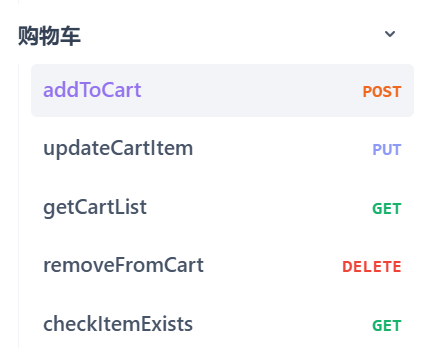 购物车
addToCart POST
updateCartItem PUT
getCartList GET
removeFromCart DELETE
checkItemExists GET